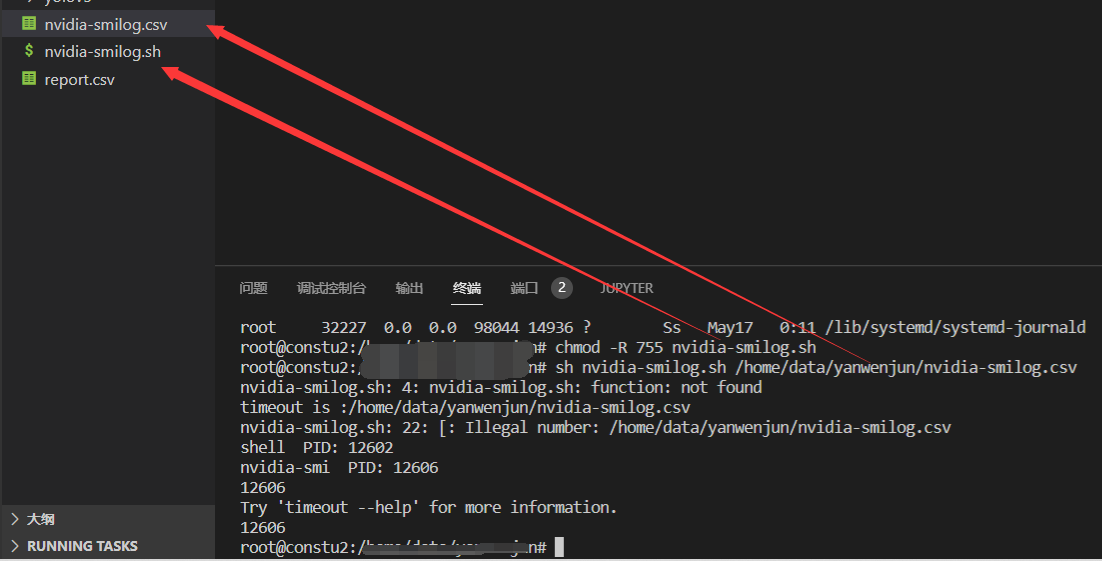 nvidia-smilog.csv
nvidia-smilog.sh
report.csv
问题 调试控制台 输出 终端 端口 2 JUPYTER
root 32227 0.0 0.0 98044 14936 ? Ss May17 0:11 /lib/systemd/systemd-journald
root@constu2:/ # chmod -R 755 nvidia-smilog.sh
root@constu2:/ # sh nvidia-smilog.sh /home/data/yanwenjun/nvidia-smilog.csv
nvidia-smilog.sh: 4: nvidia-smilog.sh: function: not found
timeout is :/home/data/yanwenjun/nvidia-smilog.csv
nvidia-smilog.sh: 22: [: Illegal number: /home/data/yanwenjun/nvidia-smilog.csv
shell PID: 12602
nvidia-smi PID: 12606
12606
Try 'timeout --help' for more information.
12606
root@constu2:/ #
大纲
RUNNING TASKS